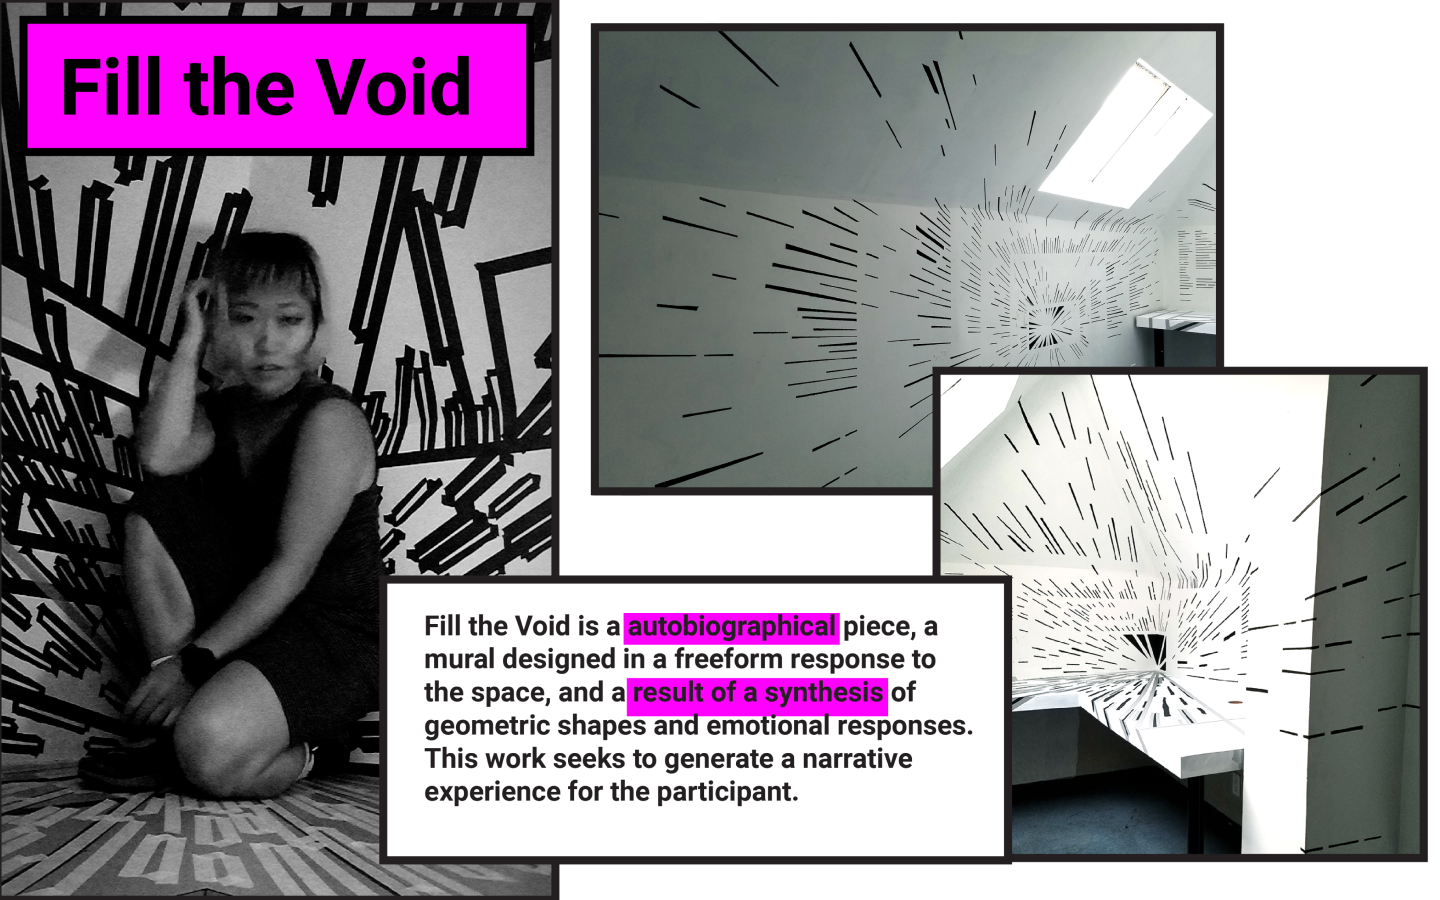 Fill the Void
Fill the Void is a autobiographical piece, a
mural designed in a freeform response to
the space, and a result of a synthesis of
geometric shapes and emotional responses.
This work seeks to generate a narrative
experience for the participant.